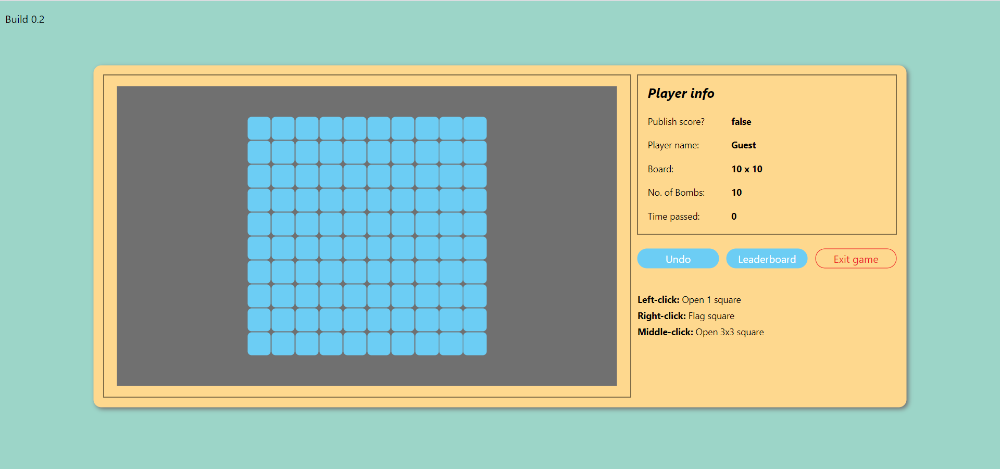 Build 0.2
Player info
Publish score? false
Player name: Guest
Board: 10 x 10
No. of Bombs: 10
Time passed: 0
Undo Leaderboard Exit game
Left-click: Open 1 square
Right-click: Flag square
Middle-click: Open 3x3 square